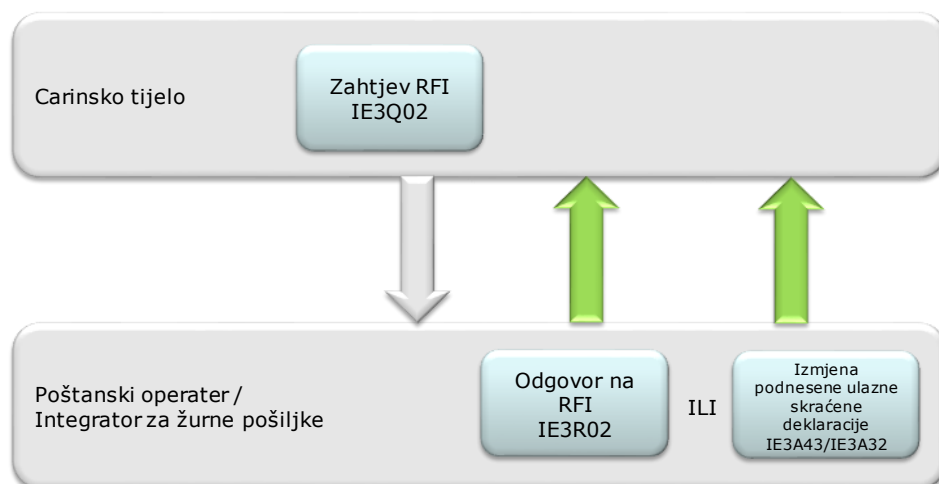 Carinsko tijelo
Zahtjev RFI
IE3Q02
Poštanski operater /
Integrator za žurne pošiljke
Odgovor na
RFI
IE3R02
ILI
Izmjena
podnesene ulazne
skraćene
deklaracije
IE3A43/IE3A32